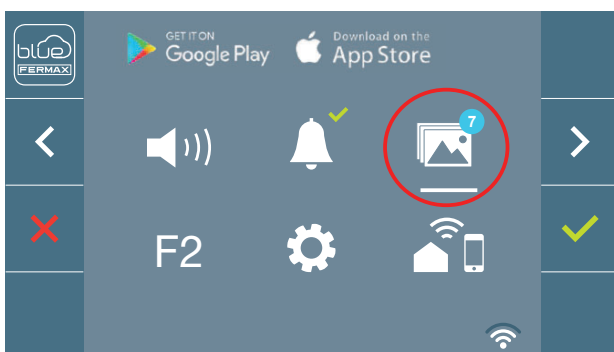 blue
FERMAX
GET IT ON
Google Play
Download on the
App Store
7
F2